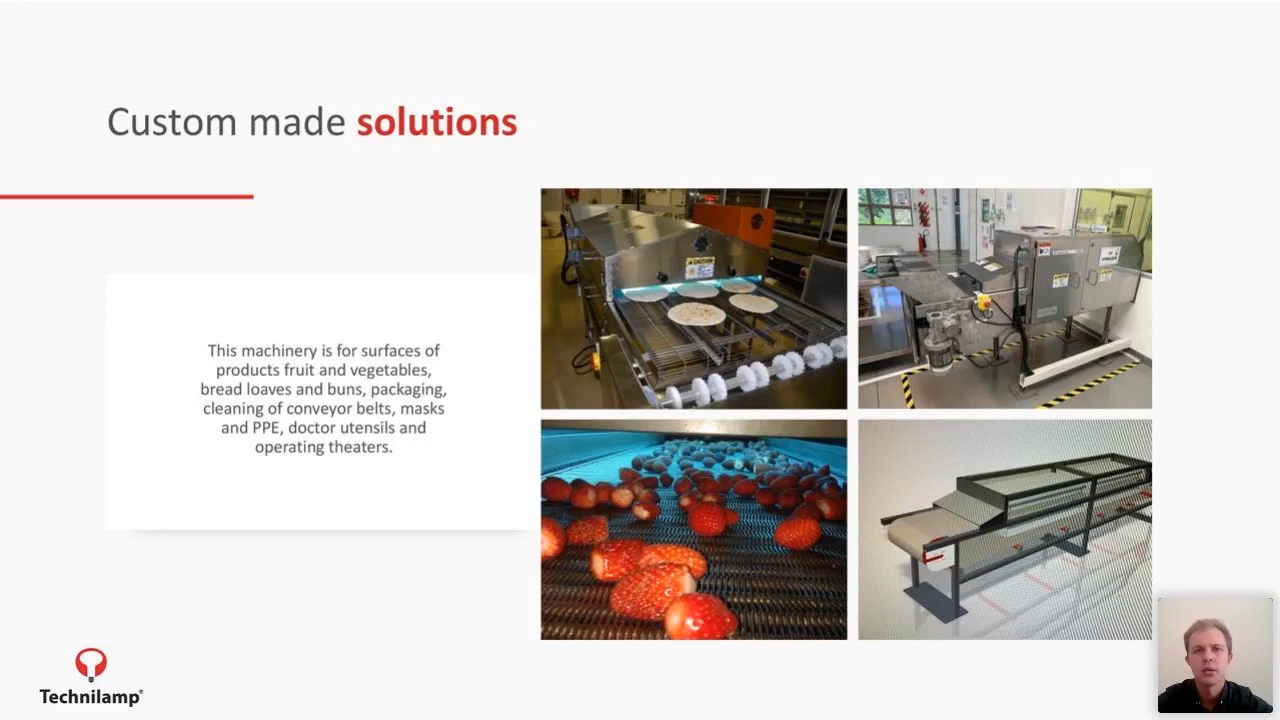 Custom made solutions
This machinery is for surfaces of
products fruit and vegetables,
bread loaves and buns, packaging,
cleaning of conveyor belts, masks
and PPE, doctor utensils and
operating theaters.
CAUTION
Technilamp®